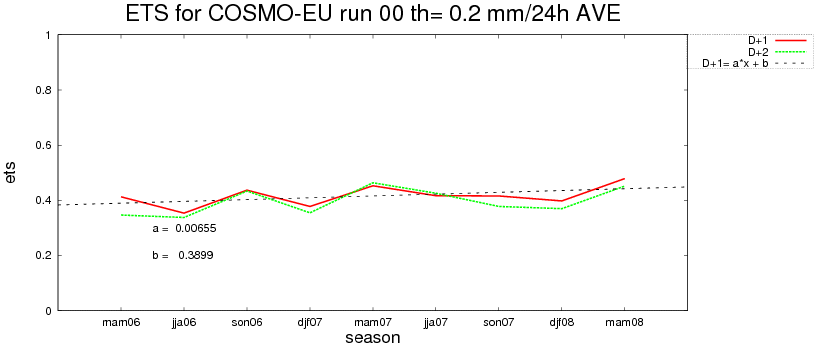 ETS for COSMO-EU run 00 th= 0.2 mm/24h AVE
D+1
D+2
D+1= a*x + b
1
0.8
0.6
0.4
0.2
0
ets
a = 0.00655
b = 0.3899
mam06 jja06 son06 djf07 mam07 jja07 son07 djf08 mam08
season